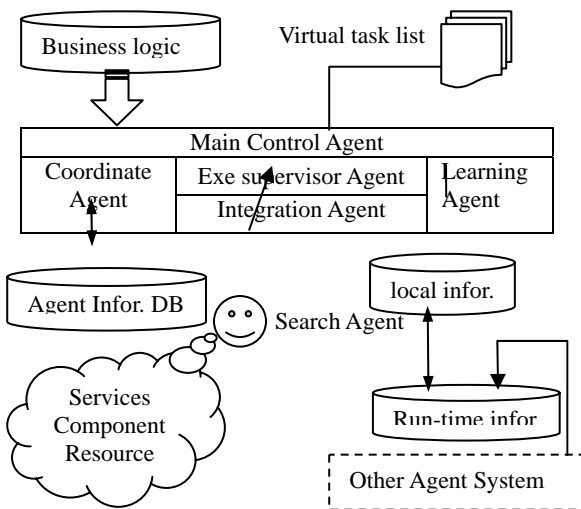 Business logic
Virtual task list
Main Control Agent
Coordinate
Agent
Exe supervisor Agent
Integration Agent
Learning
Agent
Agent Infor. DB
Search Agent
local infor.
Services
Component
Resource
Run-time infor
Other Agent System